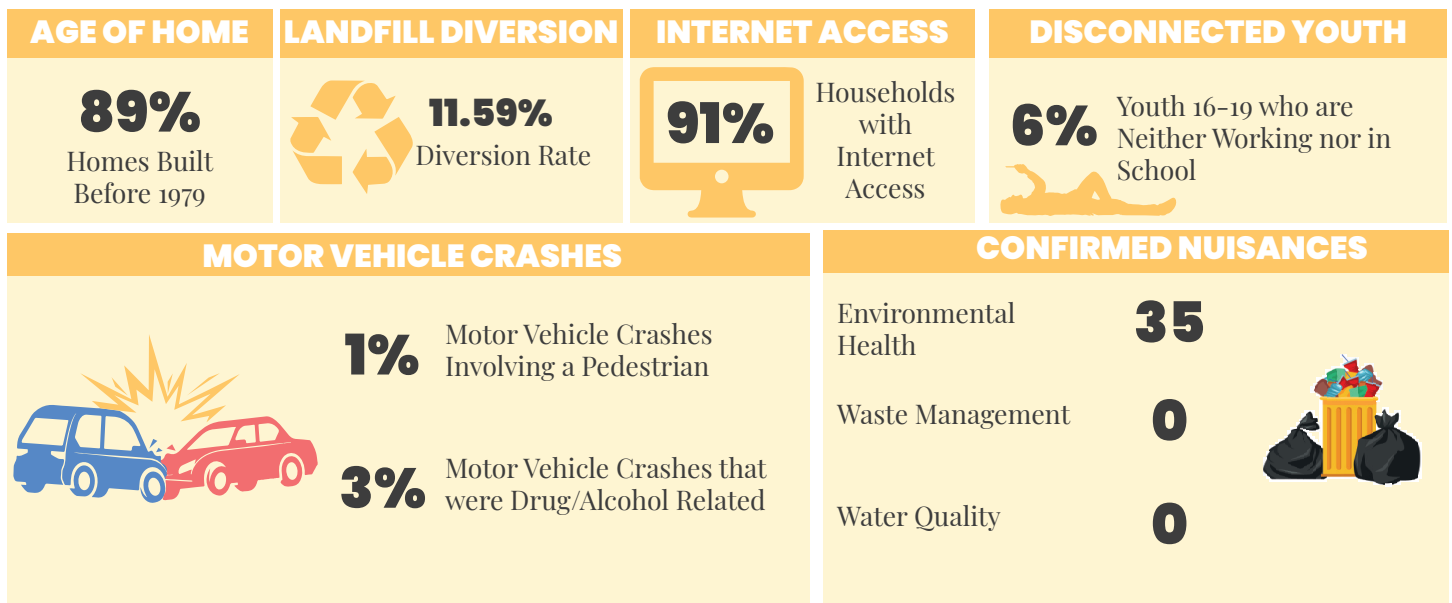 AGE OF HOME
89%
Homes Built
Before 1979
LANDFILL DIVERSION
11.59%
Diversion Rate
INTERNET ACCESS
91%
Households
with
Internet
Access
DISCONNECTED YOUTH
6%
Youth 16-19 who are
Neither Working nor in
School
MOTOR VEHICLE CRASHES
1%
Motor Vehicle Crashes
Involving a Pedestrian
3%
Motor Vehicle Crashes that
were Drug/Alcohol Related
CONFIRMED NUISANCES
Environmental
Health
35
Waste Management
0
Water Quality
0